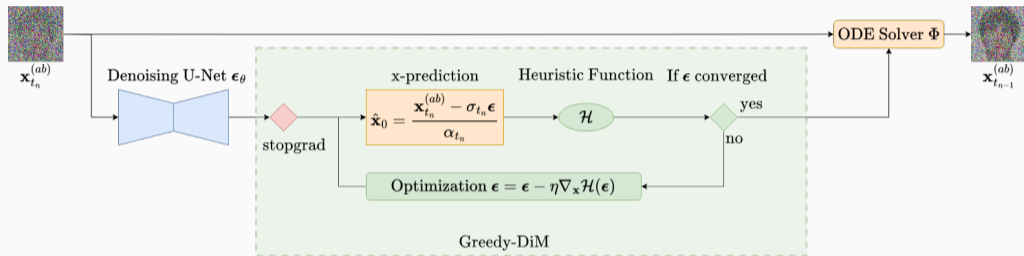 ODE Solver Φ
𝐱_{t_n}^{(ab)}
𝐱_{t_{n-1}}^{(ab)}
Denoising U-Net 𝛜_θ
x-prediction
Heuristic Function
If 𝛜 converged
x̂_0 = (𝐱_{t_n}^{(ab)} − σ_{t_n}𝛜) / α_{t_n}
ℋ
yes
no
stopgrad
Optimization 𝛜 = 𝛜 − η∇_𝐱ℋ(𝛜)
Greedy-DiM